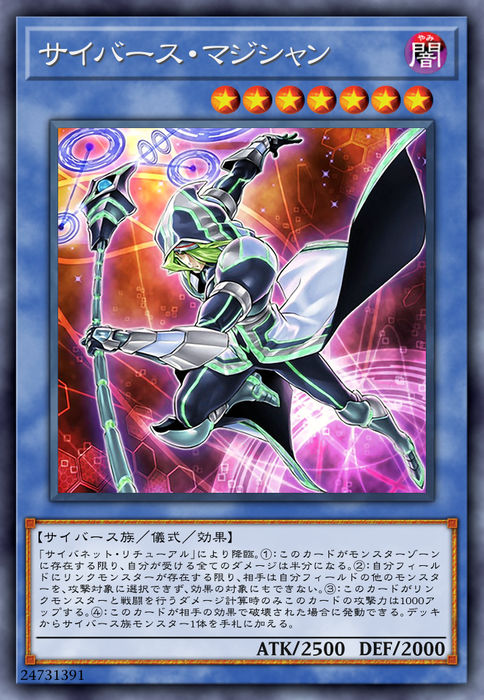 サイバース・マジシャン
やみ
闇
【サイバース族／儀式／効果】
「サイバネット・リチューアル」により降臨。①：このカードがモンスターゾーン
に存在する限り、自分が受ける全てのダメージは半分になる。②：自分フィール
ドにリンクモンスターが存在する限り、相手は自分フィールドの他のモンスター
を、攻撃対象に選択できず、効果の対象にもできない。③：このカードがリ
ンクモンスターと戦闘を行うダメージ計算時のみこのカードの攻撃力は1000ア
ップする。④：このカードが相手の効果で破壊された場合に発動できる。デッキ
からサイバース族モンスター1体を手札に加える。
ATK/2500 DEF/2000
24731391